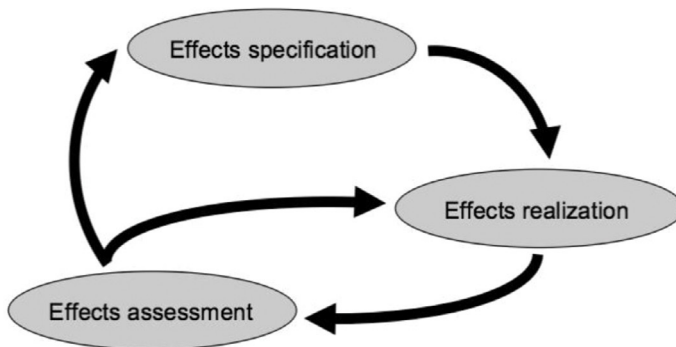 Effects specification
Effects realization
Effects assessment